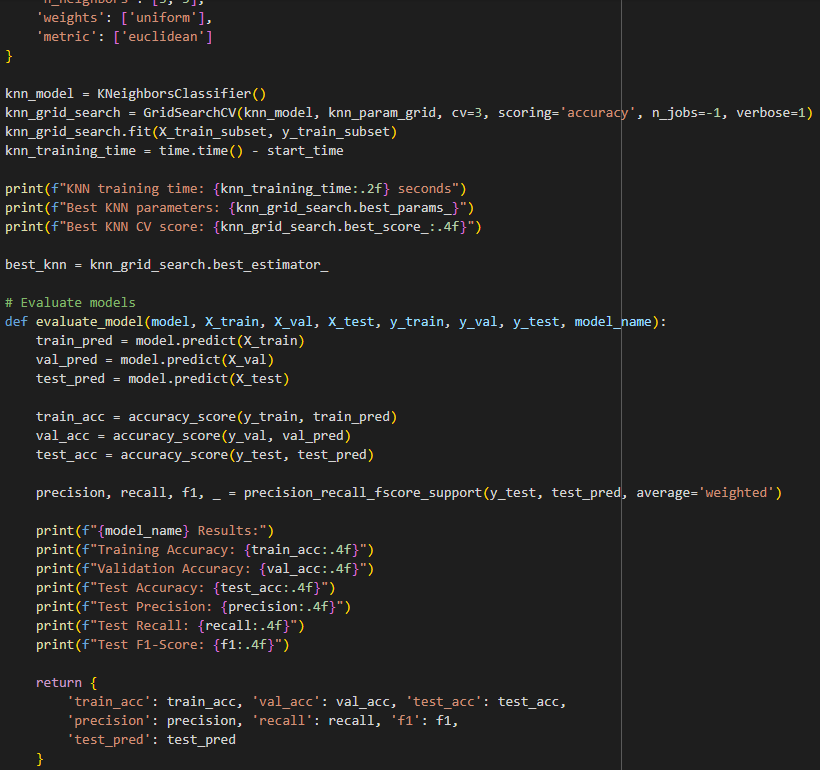 'n_neighbors': [3, 5],
    'weights': ['uniform'],
    'metric': ['euclidean']
}

knn_model = KNeighborsClassifier()
knn_grid_search = GridSearchCV(knn_model, knn_param_grid, cv=3, scoring='accuracy', n_jobs=-1, verbose=1)
knn_grid_search.fit(X_train_subset, y_train_subset)
knn_training_time = time.time() - start_time

print(f"KNN training time: {knn_training_time:.2f} seconds")
print(f"Best KNN parameters: {knn_grid_search.best_params_}")
print(f"Best KNN CV score: {knn_grid_search.best_score_:.4f}")

best_knn = knn_grid_search.best_estimator_

# Evaluate models
def evaluate_model(model, X_train, X_val, X_test, y_train, y_val, y_test, model_name):
    train_pred = model.predict(X_train)
    val_pred = model.predict(X_val)
    test_pred = model.predict(X_test)

    train_acc = accuracy_score(y_train, train_pred)
    val_acc = accuracy_score(y_val, val_pred)
    test_acc = accuracy_score(y_test, test_pred)

    precision, recall, f1, _ = precision_recall_fscore_support(y_test, test_pred, average='weighted')

    print(f"{model_name} Results:")
    print(f"Training Accuracy: {train_acc:.4f}")
    print(f"Validation Accuracy: {val_acc:.4f}")
    print(f"Test Accuracy: {test_acc:.4f}")
    print(f"Test Precision: {precision:.4f}")
    print(f"Test Recall: {recall:.4f}")
    print(f"Test F1-Score: {f1:.4f}")

    return {
        'train_acc': train_acc, 'val_acc': val_acc, 'test_acc': test_acc,
        'precision': precision, 'recall': recall, 'f1': f1,
        'test_pred': test_pred
    }